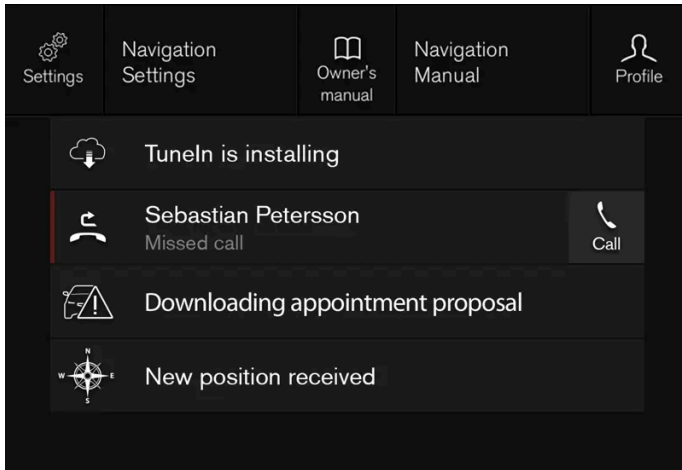 Settings
Navigation
Settings
Owner's
manual
Navigation
Manual
Profile
TuneIn is installing
Sebastian Petersson
Missed call
Call
Downloading appointment proposal
N
W
E
S
New position received